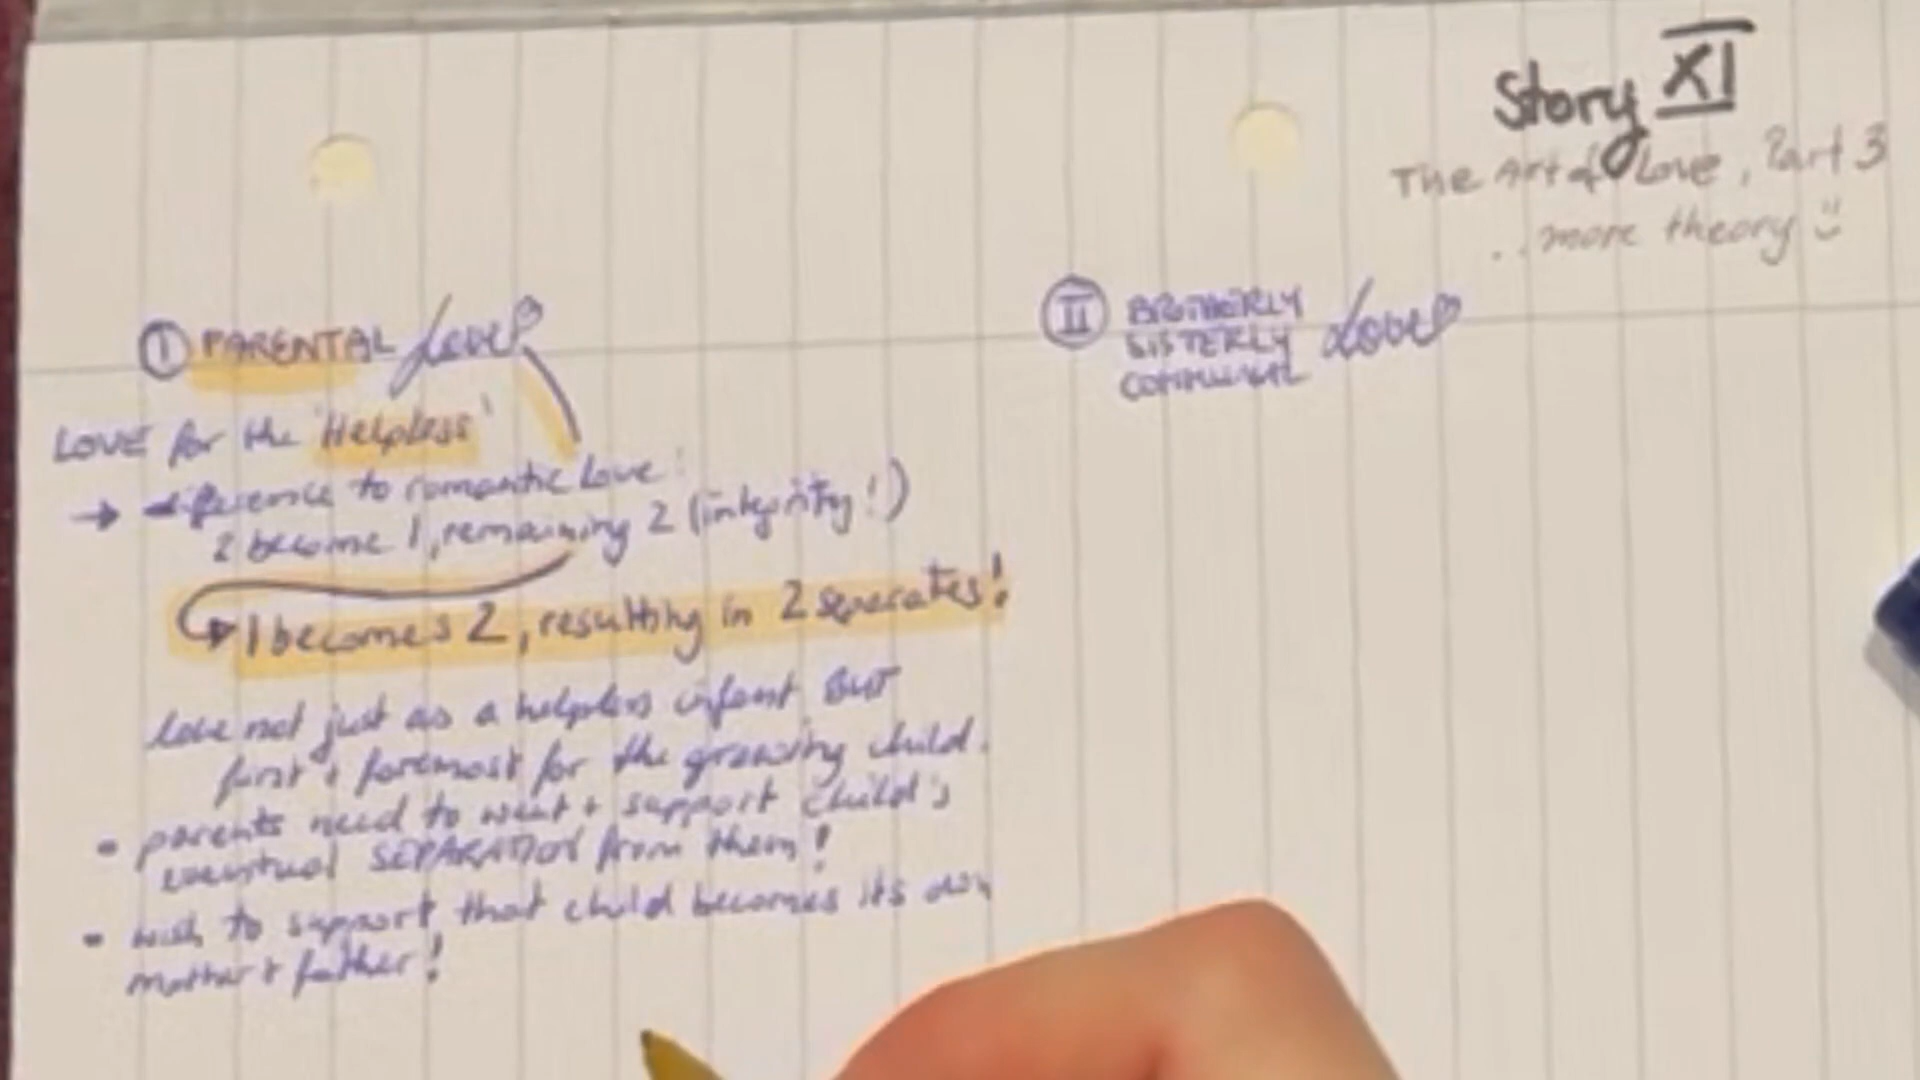 Story XI
The Art of Love, Part 3
..more theory
I PARENTAL Love
LOVE for the 'Helpless'
→ difference to romantic Love:
2 become 1, remaining 2 (integrity!)
1 becomes 2, resulting in 2 separates!
love not just as a helpless infant BUT
first + foremost for the growing child.
• parents need to want + support child's
eventual SEPARATION from them!
• wish to support that child becomes its own
mother + father!
II BROTHERLY
SISTERLY Love
COMMUNAL